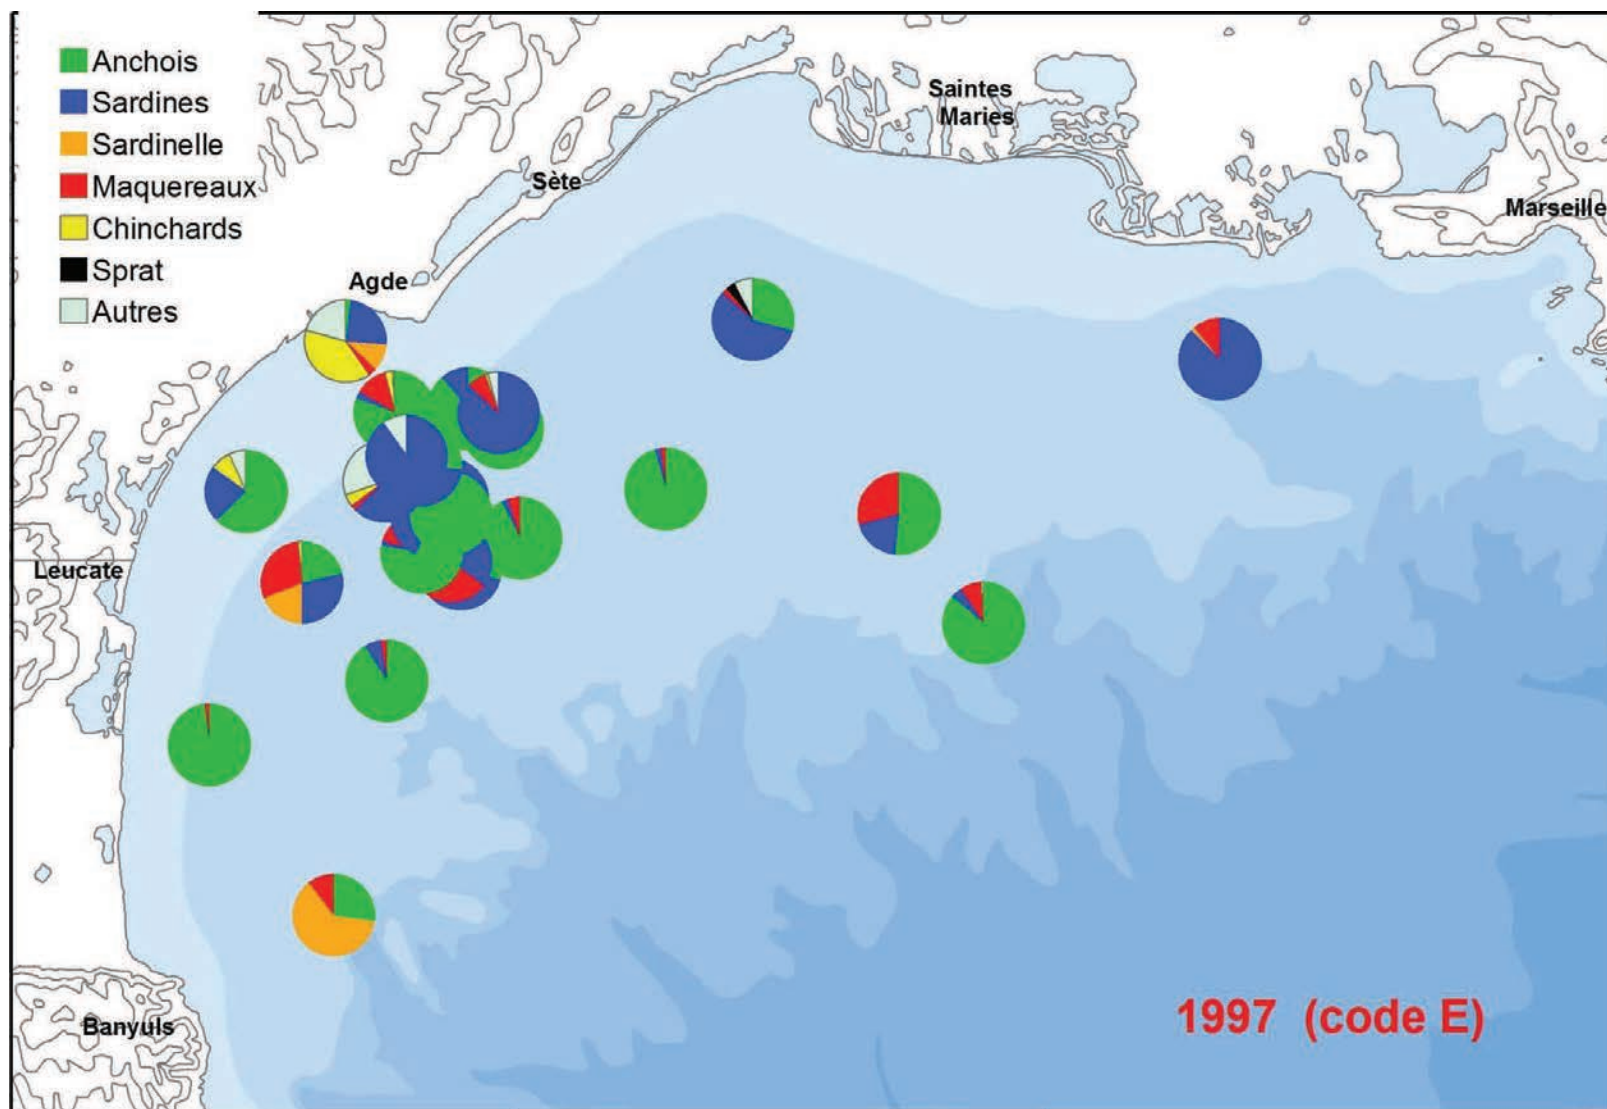 Anchois
Sardines
Sardinelle
Maquereaux
Chinchards
Sprat
Autres
Saintes
Maries
Sète
Marseille
Agde
Leucate
Banyuls
1997 (code E)